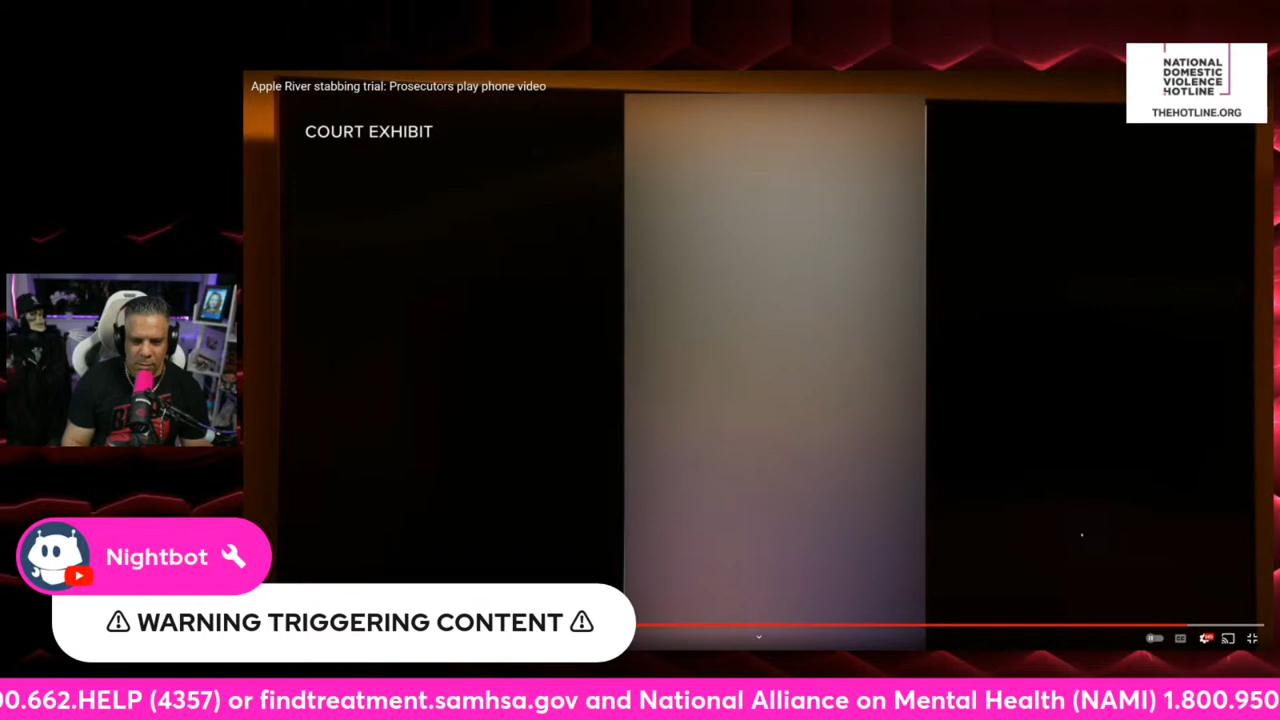 Apple River stabbing trial: Prosecutors play phone video
COURT EXHIBIT
NATIONAL
DOMESTIC
VIOLENCE
HOTLINE
THEHOTLINE.ORG
Nightbot
⚠ WARNING TRIGGERING CONTENT ⚠
00.662.HELP (4357) or findtreatment.samhsa.gov and National Alliance on Mental Health (NAMI) 1.800.950